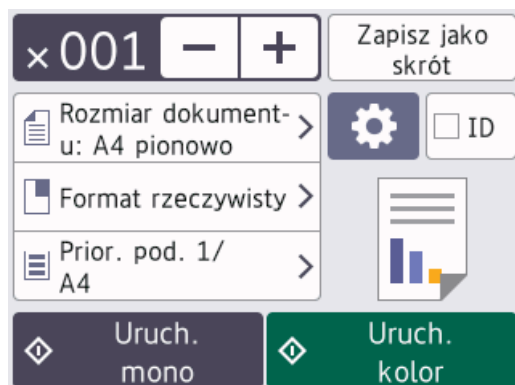 ×001 − +
Zapisz jako
skrót
Rozmiar dokument-
u: A4 pionowo
ID
Format rzeczywisty
Prior. pod. 1/
A4
Uruch.
mono
Uruch.
kolor